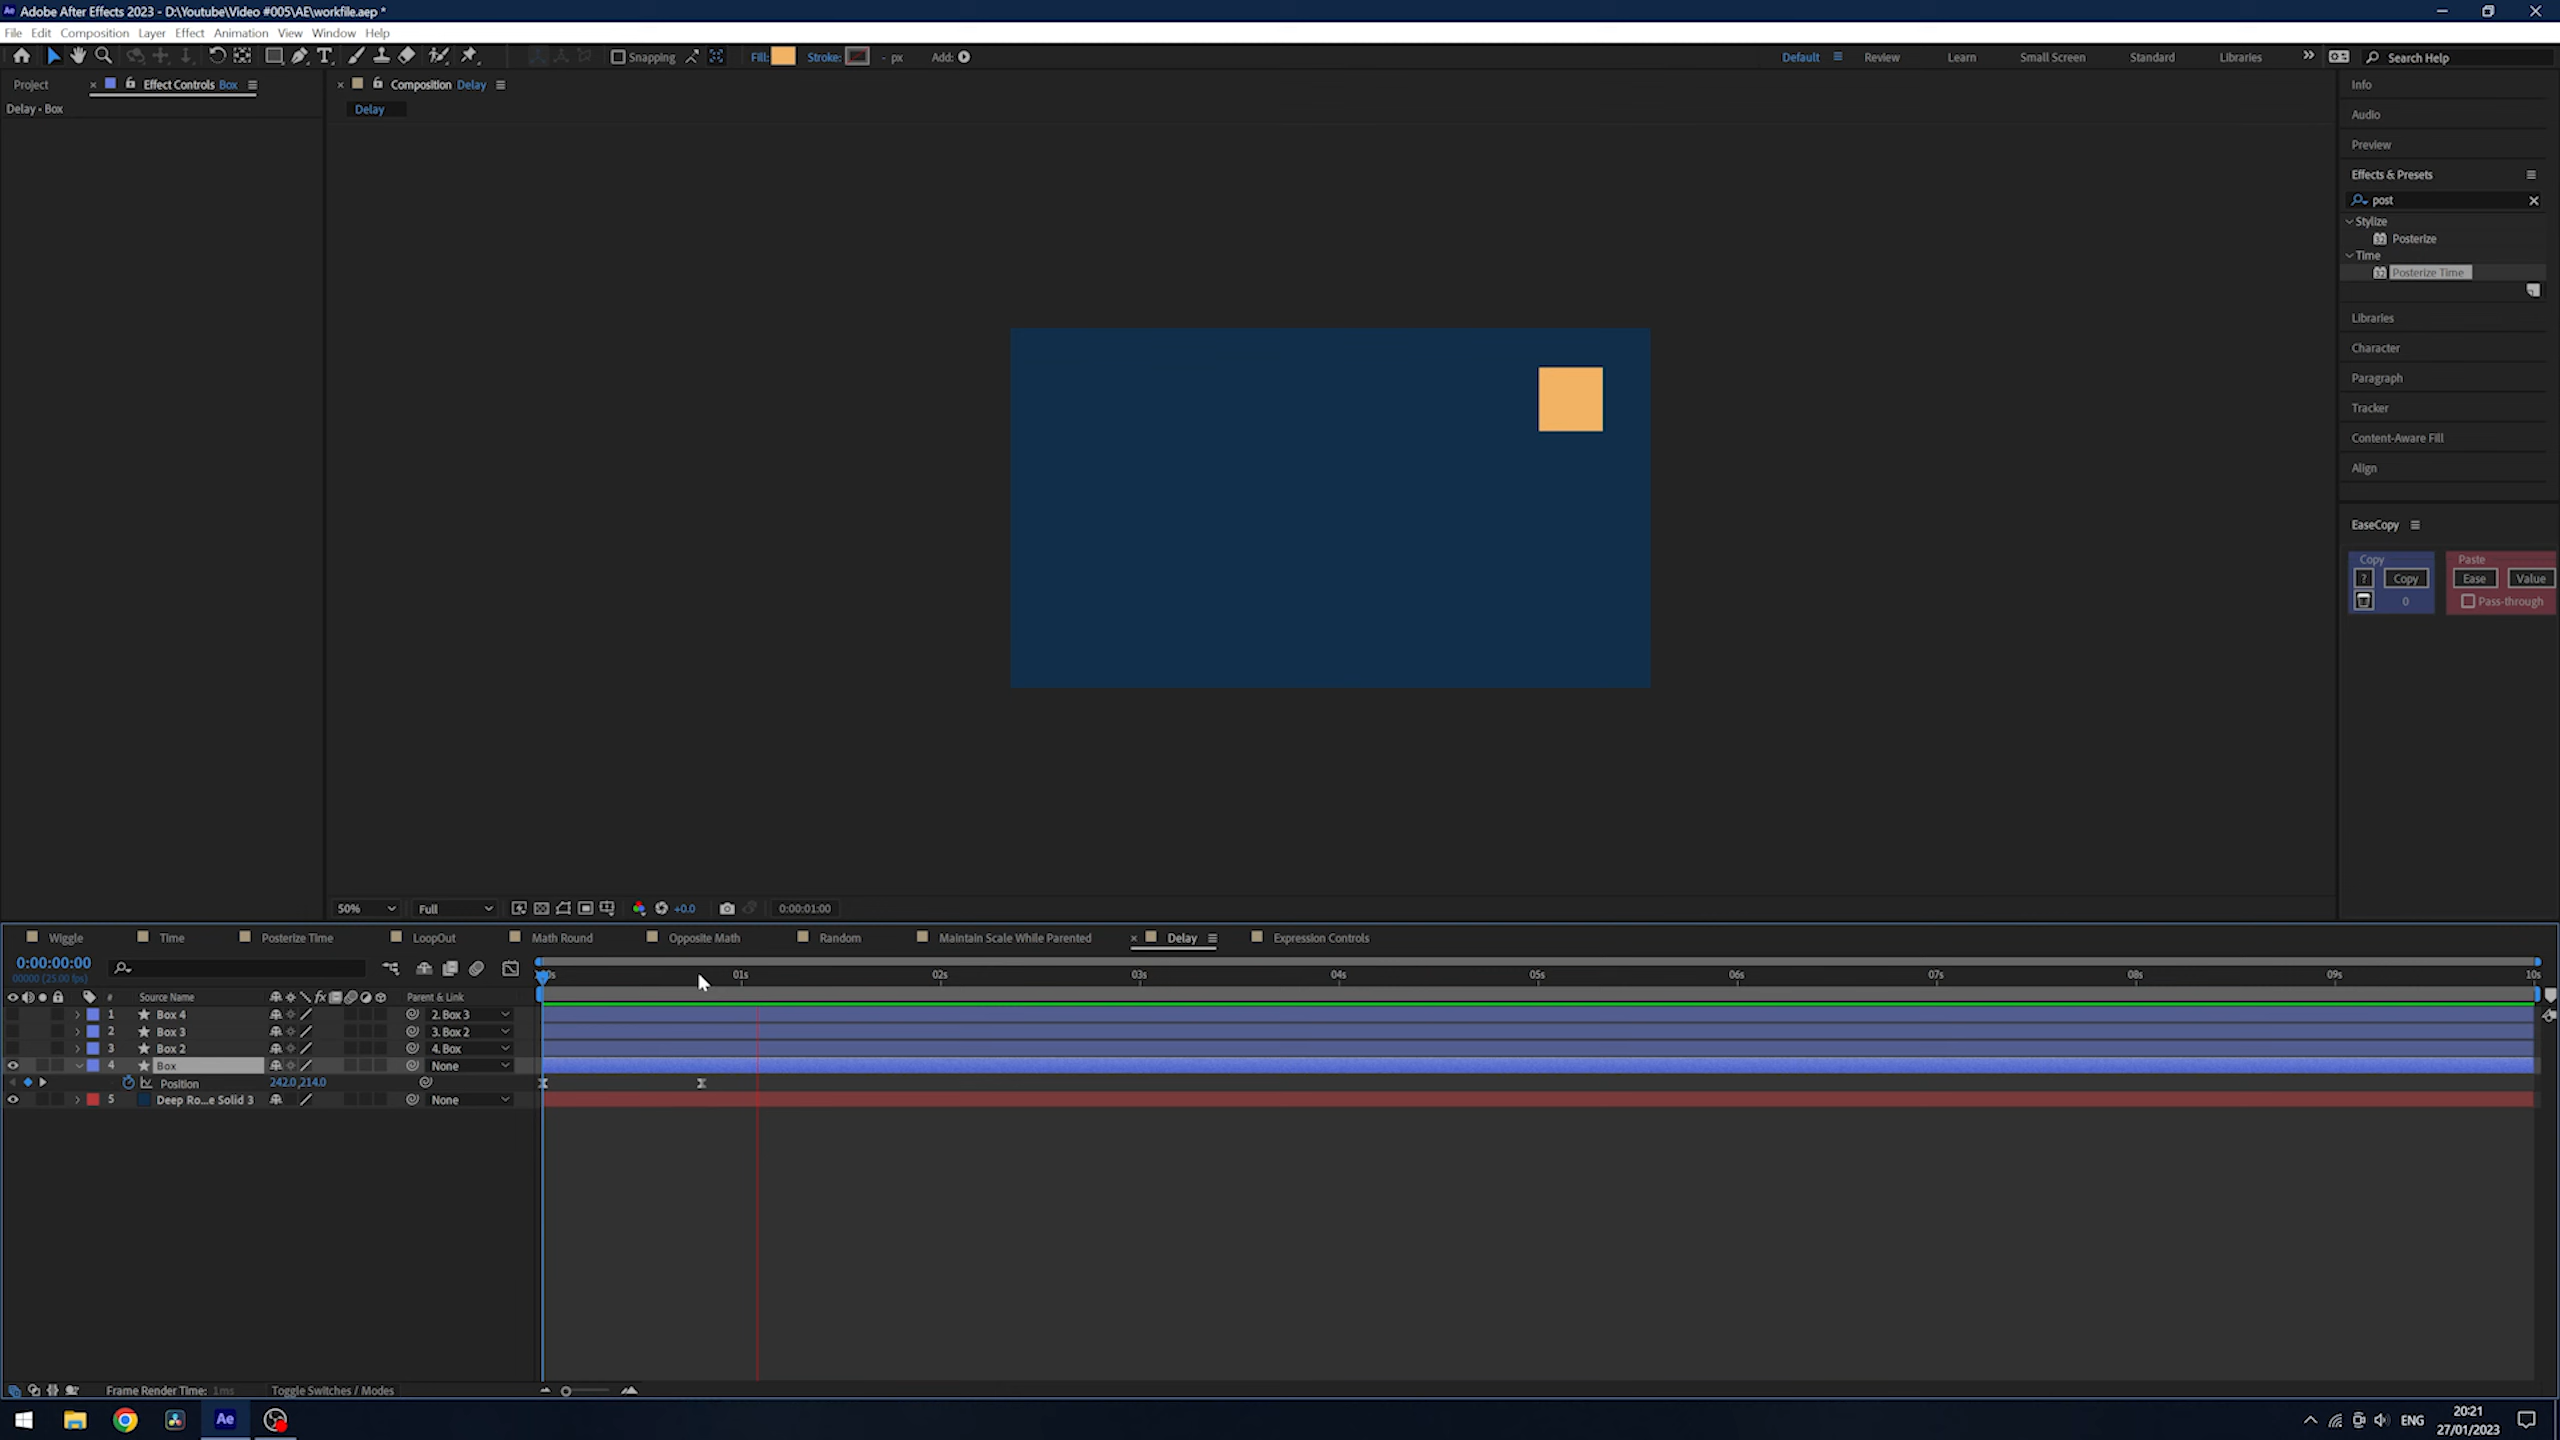 Ae Adobe After Effects 2023 - D:\Youtube\Video #005\AE\workfile.aep *
File Edit Composition Layer Effect Animation View Window Help
Snapping Fill: Stroke: - px Add: Default Review Learn Small Screen Standard Libraries Search Help
Project Effect Controls Box
Delay • Box
Composition Delay
Delay
Info
Audio
Preview
Effects & Presets
post
Stylize
Posterize
Time
Posterize Time
Libraries
Character
Paragraph
Tracker
Content-Aware Fill
Align
EaseCopy
Copy Paste
? Copy Ease Value
0 Pass-through
50% Full +0.0 0:00:01:00
Wiggle Time Posterize Time LoopOut Math Round Opposite Math Random Maintain Scale While Parented Delay Expression Controls
0:00:00:00
00000 (25.00 fps)
01s 02s 03s 04s 05s 06s 07s 08s 09s 10s
# Source Name fx Parent & Link
1 Box 4 2. Box 3
2 Box 3 3. Box 2
3 Box 2 4. Box
4 Box None
Position 242.0,214.0
5 Deep Ro...e Solid 3 None
Frame Render Time: 1ms Toggle Switches / Modes
Ae
ENG
20:21
27/01/2023